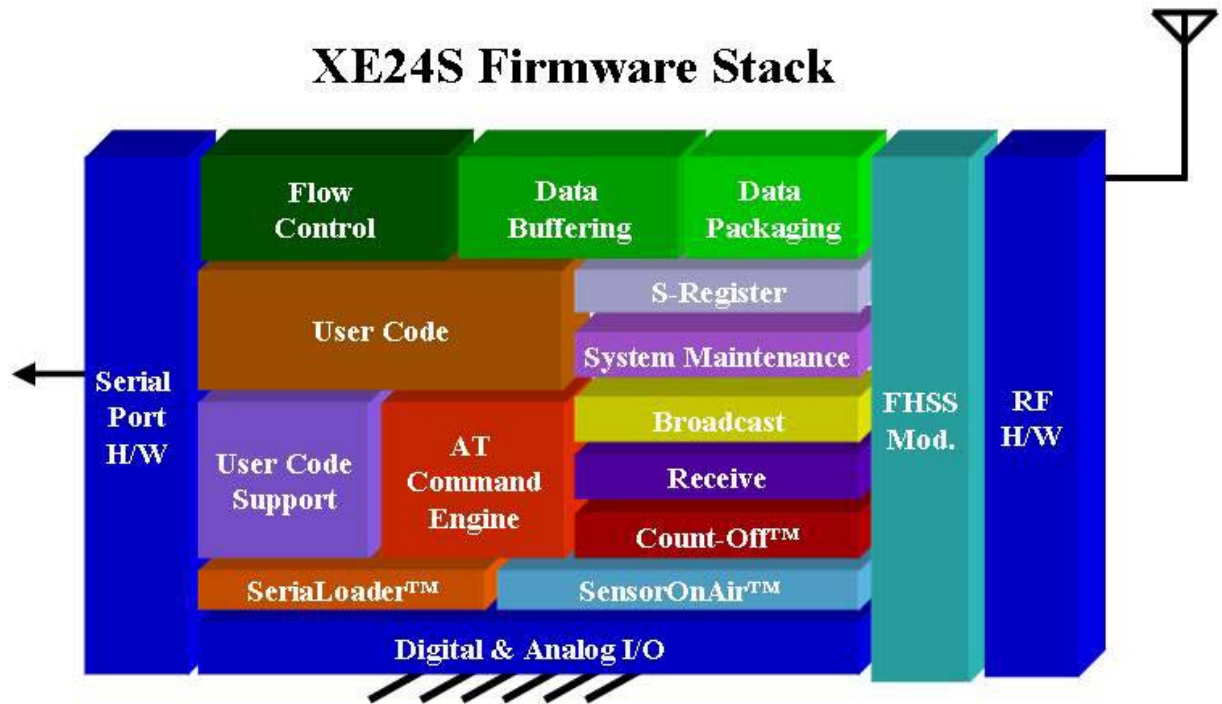 XE24S Firmware Stack
Flow
Control
Data
Buffering
Data
Packaging
S-Register
User Code
System Maintenance
Serial
Port
H/W
Broadcast
FHSS
Mod.
RF
H/W
User Code
Support
AT
Command
Engine
Receive
Count-Off™
SeriaLoader™
SensorOnAir™
Digital & Analog I/O